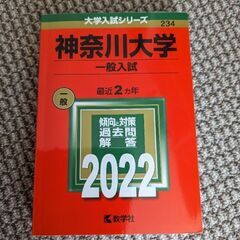 大学入試シリーズ
234
神奈川大学
一般入試
最近2カ年
一般
傾向と対策
過去問
解答
2022
教学社